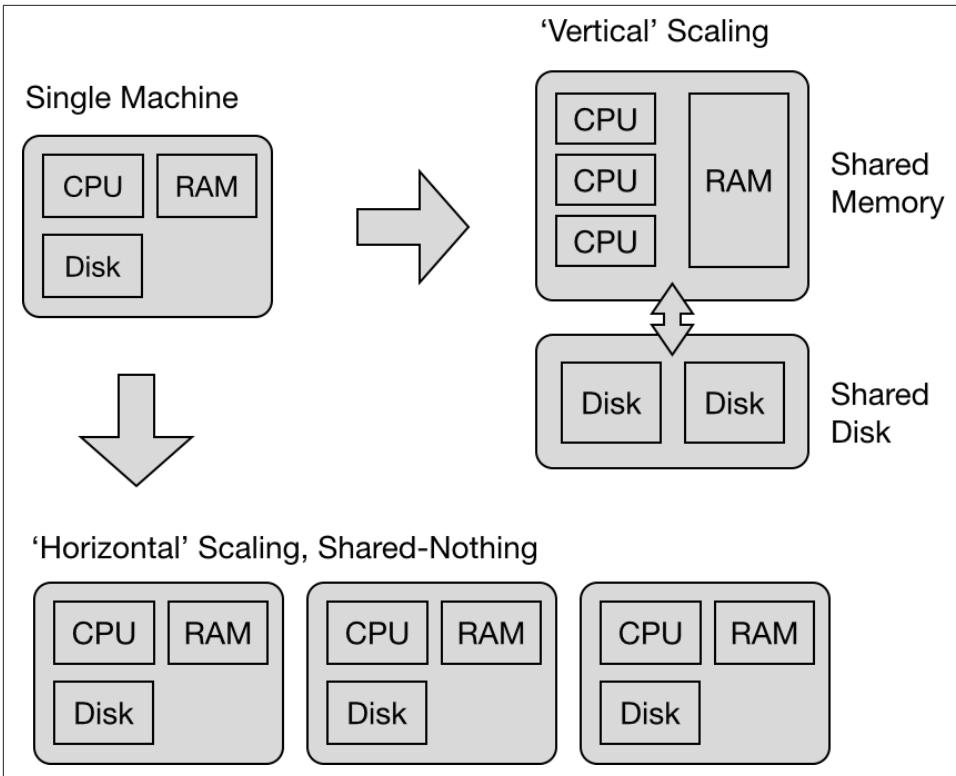 ‘Vertical’ Scaling
Single Machine
CPU
RAM
Disk
CPU
CPU
CPU
RAM
Shared
Memory
Disk
Disk
Shared
Disk
‘Horizontal’ Scaling, Shared-Nothing
CPU
RAM
Disk
CPU
RAM
Disk
CPU
RAM
Disk